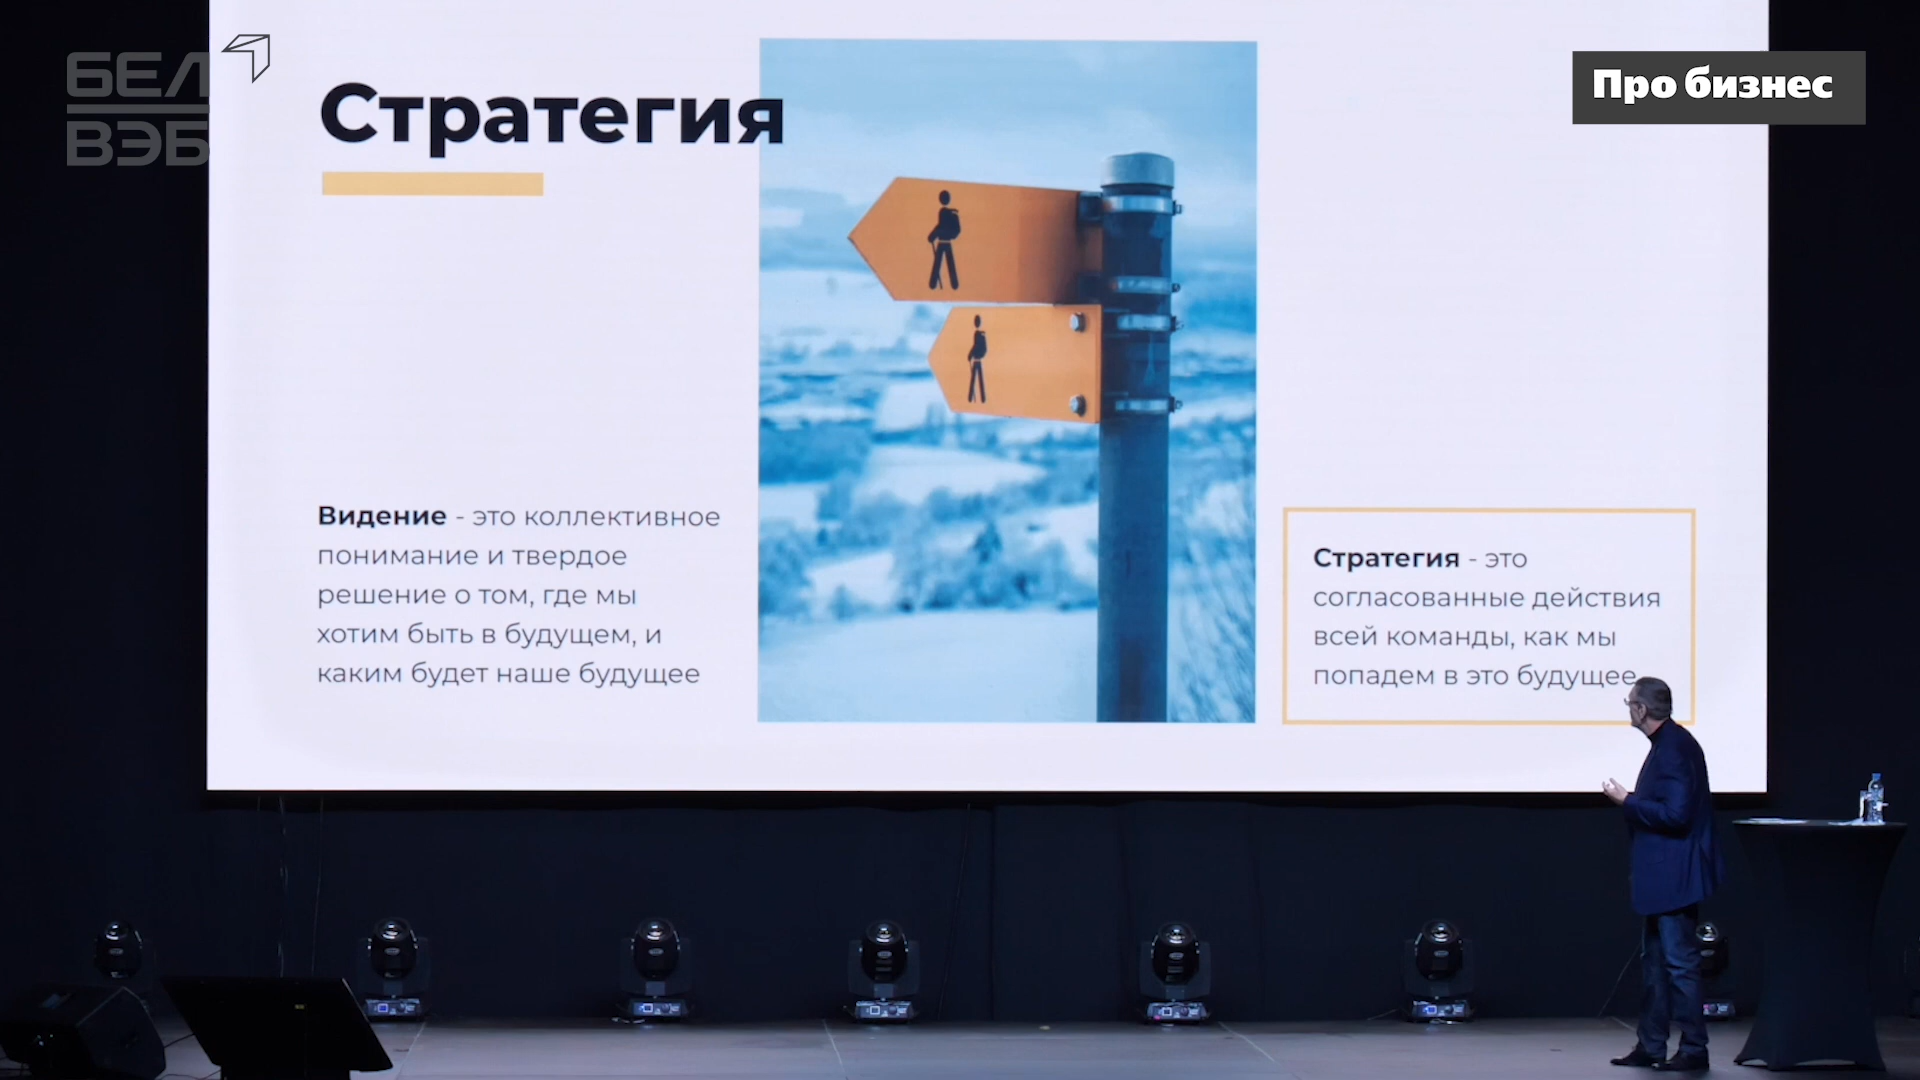 БЕЛ
ВЭБ
Про бизнес
Стратегия
Видение - это коллективное
понимание и твердое
решение о том, где мы
хотим быть в будущем, и
каким будет наше будущее
Стратегия - это
согласованные действия
всей команды, как мы
попадем в это будущее